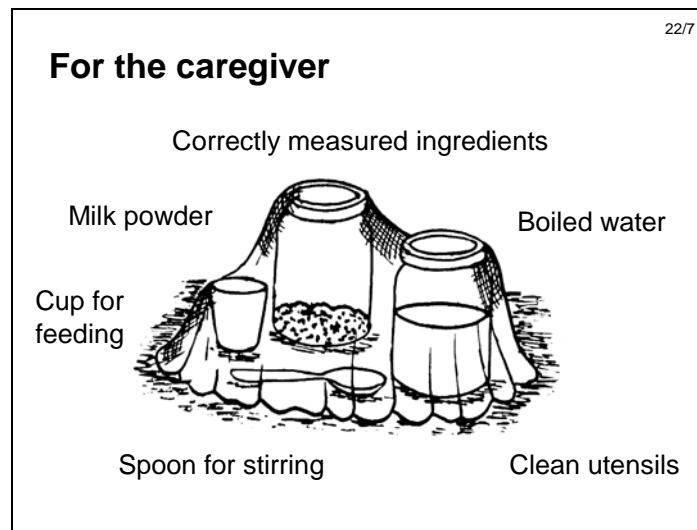 22/7
For the caregiver
Correctly measured ingredients
Milk powder
Boiled water
Cup for
feeding
Spoon for stirring
Clean utensils